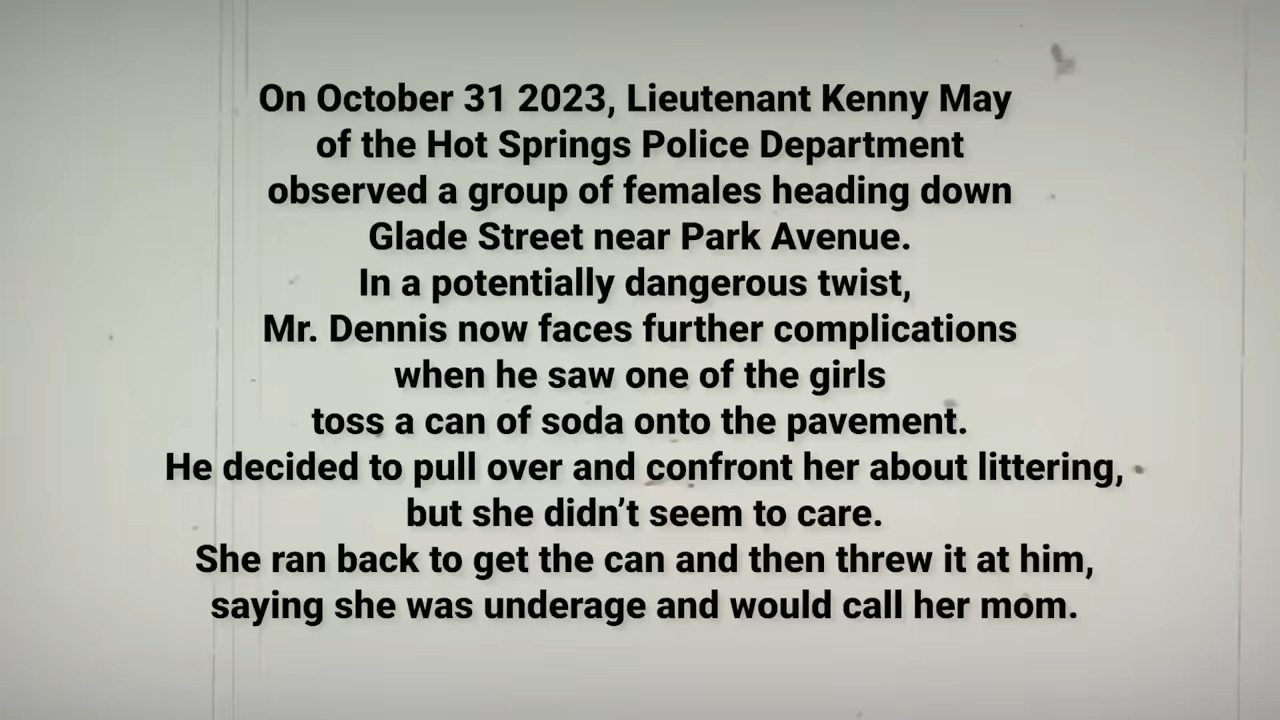 On October 31 2023, Lieutenant Kenny May
of the Hot Springs Police Department
observed a group of females heading down
Glade Street near Park Avenue.
In a potentially dangerous twist,
Mr. Dennis now faces further complications
when he saw one of the girls
toss a can of soda onto the pavement.
He decided to pull over and confront her about littering,
but she didn’t seem to care.
She ran back to get the can and then threw it at him,
saying she was underage and would call her mom.